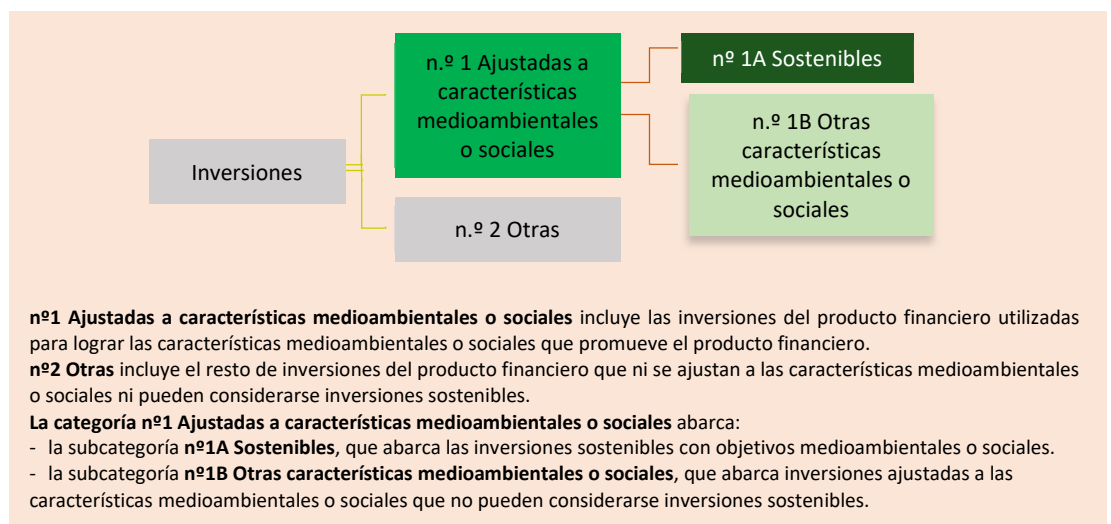 n.º 1 Ajustadas a
características
medioambientales
o sociales
nº 1A Sostenibles
n.º 1B Otras
características
medioambientales o
sociales
Inversiones
n.º 2 Otras
nº1 Ajustadas a características medioambientales o sociales incluye las inversiones del producto financiero utilizadas
para lograr las características medioambientales o sociales que promueve el producto financiero.
nº2 Otras incluye el resto de inversiones del producto financiero que ni se ajustan a las características medioambientales
o sociales ni pueden considerarse inversiones sostenibles.
La categoría nº1 Ajustadas a características medioambientales o sociales abarca:
- la subcategoría nº1A Sostenibles, que abarca las inversiones sostenibles con objetivos medioambientales o sociales.
- la subcategoría nº1B Otras características medioambientales o sociales, que abarca inversiones ajustadas a las
características medioambientales o sociales que no pueden considerarse inversiones sostenibles.